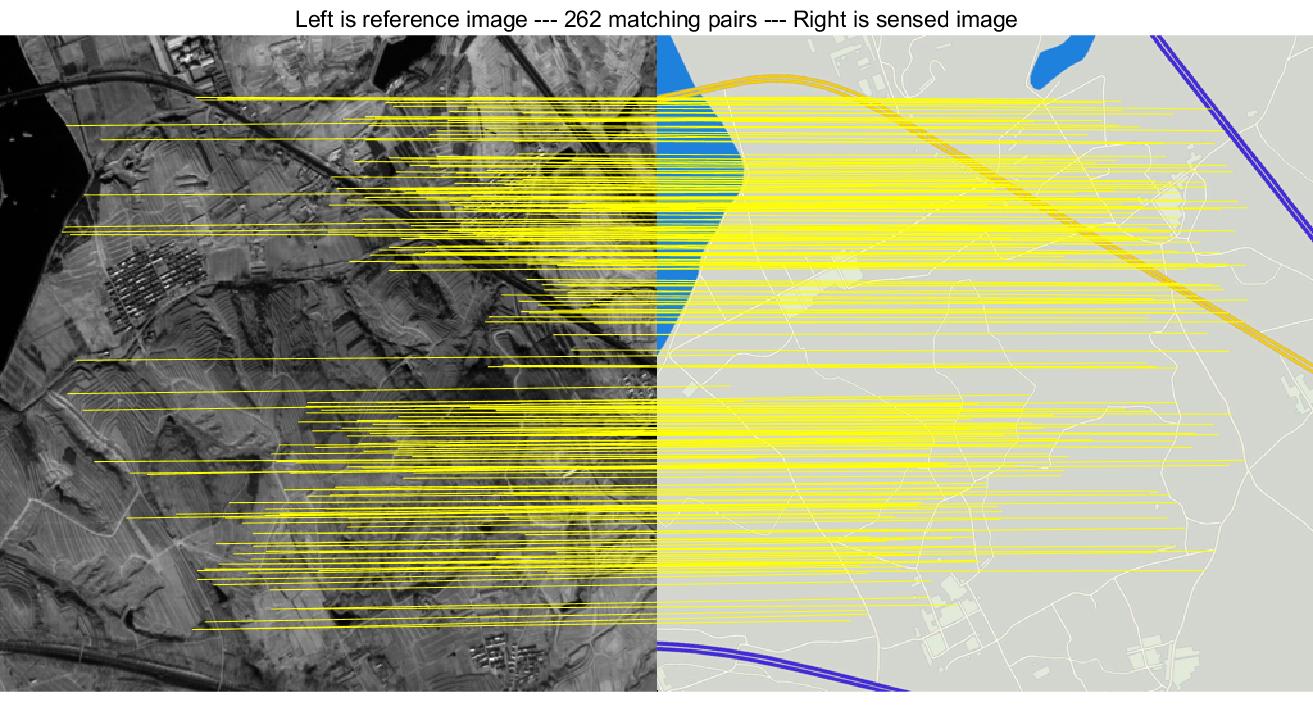 Left is reference image --- 262 matching pairs --- Right is sensed image